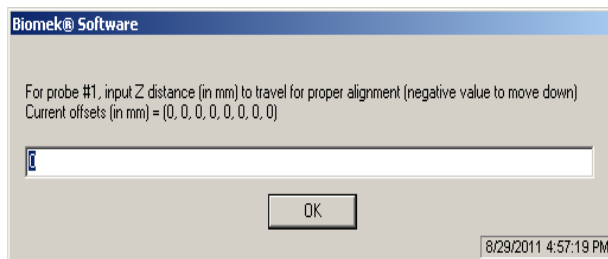 Biomek® Software
For probe #1, input Z distance (in mm) to travel for proper alignment (negative value to move down)
Current offsets (in mm) = (0, 0, 0, 0, 0, 0, 0, 0)
0
OK
8/29/2011 4:57:19 PM